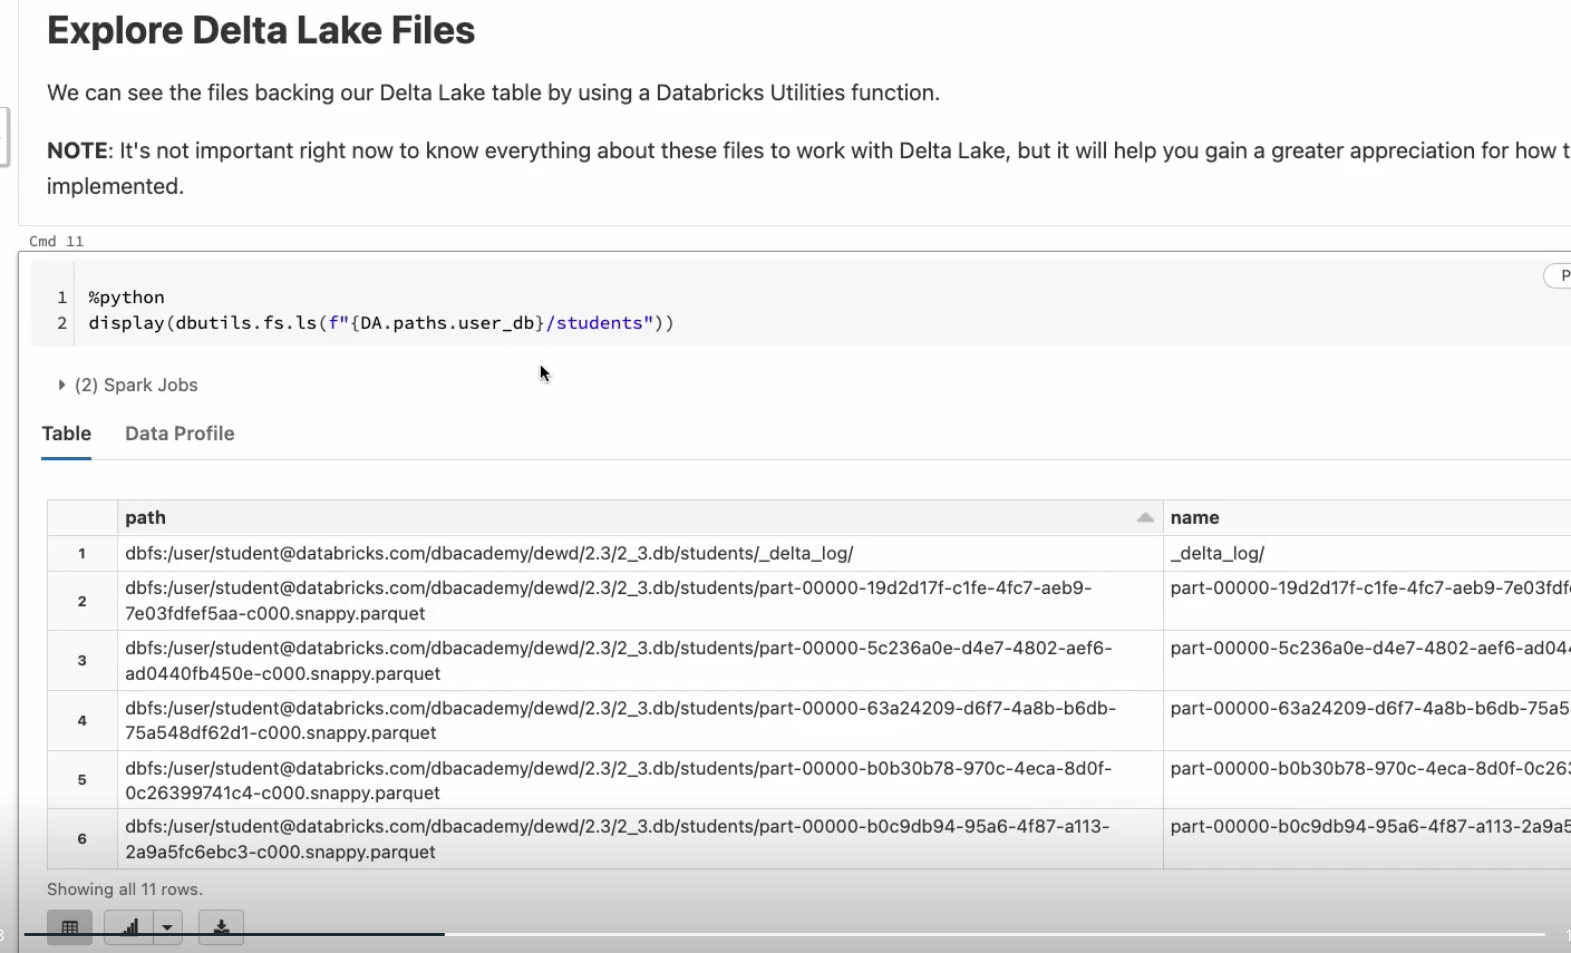 Explore Delta Lake Files
We can see the files backing our Delta Lake table by using a Databricks Utilities function.
NOTE: It's not important right now to know everything about these files to work with Delta Lake, but it will help you gain a greater appreciation for how
implemented.
Cmd 11
1 %python
2 display(dbutils.fs.ls(f"{DA.paths.user_db}/students"))
(2) Spark Jobs
Table Data Profile
path name
1 dbfs:/user/student@databricks.com/dbacademy/dewd/2.3/2_3.db/students/_delta_log/ _delta_log/
2 dbfs:/user/student@databricks.com/dbacademy/dewd/2.3/2_3.db/students/part-00000-19d2d17f-c1fe-4fc7-aeb9- part-00000-19d2d17f-c1fe-4fc7-aeb9-7e03fdf
7e03fdfef5aa-c000.snappy.parquet
3 dbfs:/user/student@databricks.com/dbacademy/dewd/2.3/2_3.db/students/part-00000-5c236a0e-d4e7-4802-aef6- part-00000-5c236a0e-d4e7-4802-aef6-ad04
ad0440fb450e-c000.snappy.parquet
4 dbfs:/user/student@databricks.com/dbacademy/dewd/2.3/2_3.db/students/part-00000-63a24209-d6f7-4a8b-b6db- part-00000-63a24209-d6f7-4a8b-b6db-75a5
75a548df62d1-c000.snappy.parquet
5 dbfs:/user/student@databricks.com/dbacademy/dewd/2.3/2_3.db/students/part-00000-b0b30b78-970c-4eca-8d0f- part-00000-b0b30b78-970c-4eca-8d0f-0c26
0c26399741c4-c000.snappy.parquet
6 dbfs:/user/student@databricks.com/dbacademy/dewd/2.3/2_3.db/students/part-00000-b0c9db94-95a6-4f87-a113- part-00000-b0c9db94-95a6-4f87-a113-2a9a5
2a9a5fc6ebc3-c000.snappy.parquet
Showing all 11 rows.